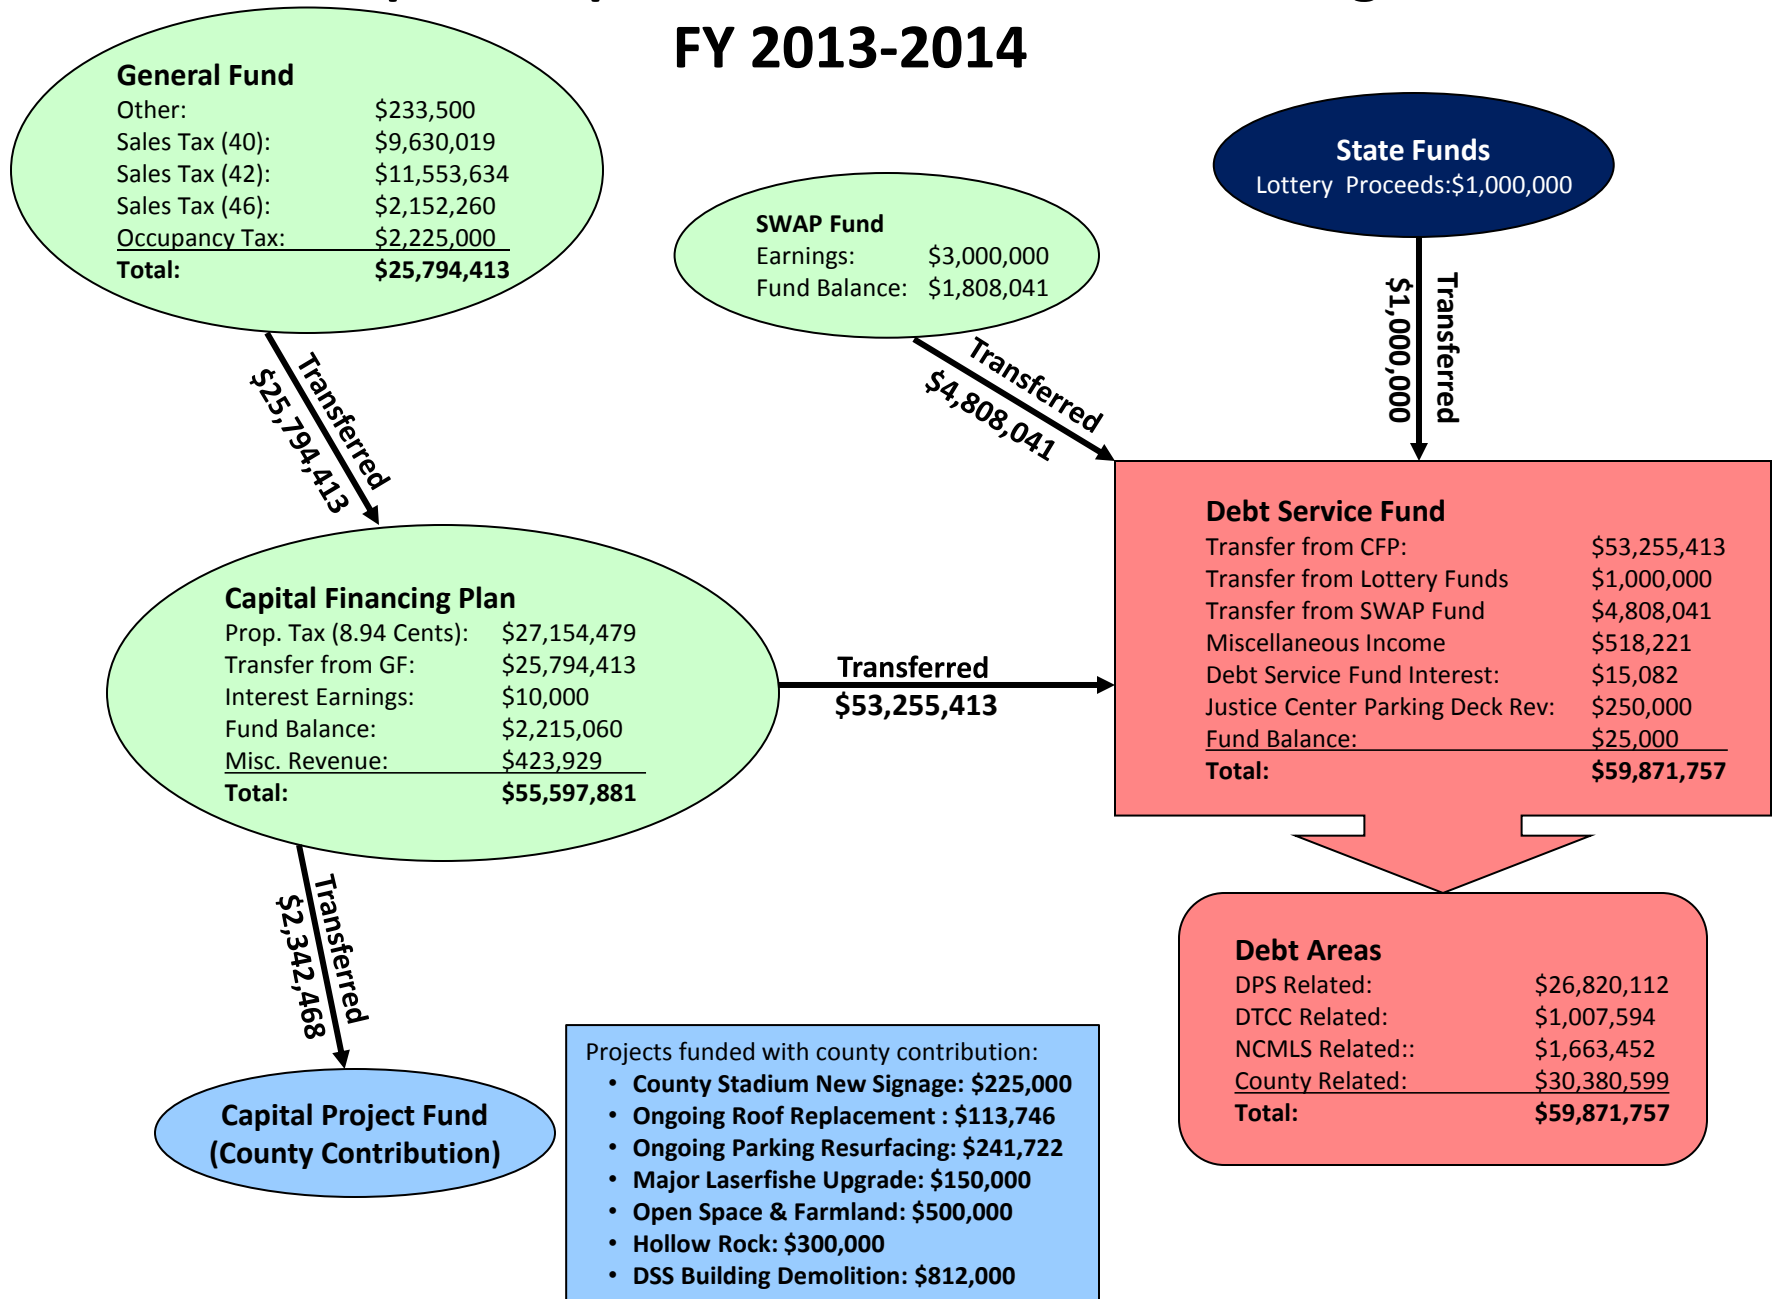 FY 2013-2014
General Fund
Other: $233,500
Sales Tax (40): $9,630,019
Sales Tax (42): $11,553,634
Sales Tax (46): $2,152,260
Occupancy Tax: $2,225,000
Total: $25,794,413
SWAP Fund
Earnings: $3,000,000
Fund Balance: $1,808,041
State Funds
Lottery Proceeds:$1,000,000
Transferred
$25,794,413
Transferred
$4,808,041
Transferred
$1,000,000
Capital Financing Plan
Prop. Tax (8.94 Cents): $27,154,479
Transfer from GF: $25,794,413
Interest Earnings: $10,000
Fund Balance: $2,215,060
Misc. Revenue: $423,929
Total: $55,597,881
Transferred
$53,255,413
Debt Service Fund
Transfer from CFP: $53,255,413
Transfer from Lottery Funds $1,000,000
Transfer from SWAP Fund $4,808,041
Miscellaneous Income $518,221
Debt Service Fund Interest: $15,082
Justice Center Parking Deck Rev: $250,000
Fund Balance: $25,000
Total: $59,871,757
Transferred
$2,342,468
Capital Project Fund
(County Contribution)
Projects funded with county contribution:
• County Stadium New Signage: $225,000
• Ongoing Roof Replacement : $113,746
• Ongoing Parking Resurfacing: $241,722
• Major Laserfishe Upgrade: $150,000
• Open Space & Farmland: $500,000
• Hollow Rock: $300,000
• DSS Building Demolition: $812,000
Debt Areas
DPS Related: $26,820,112
DTCC Related: $1,007,594
NCMLS Related:: $1,663,452
County Related: $30,380,599
Total: $59,871,757